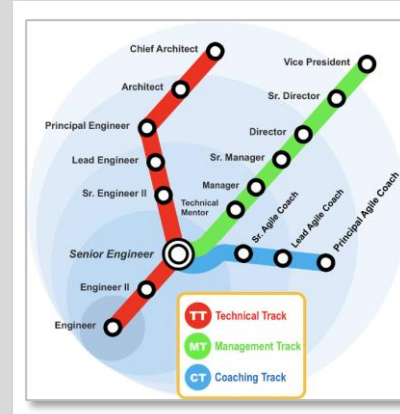 Chief Architect
Vice President
Architect
Sr. Director
Principal Engineer
Director
Lead Engineer
Sr. Manager
Sr. Engineer II
Manager
Technical
Mentor
Sr. Agile Coach
Lead Agile Coach
Principal Agile Coach
Senior Engineer
Engineer II
Engineer
TT Technical Track
MT Management Track
CT Coaching Track